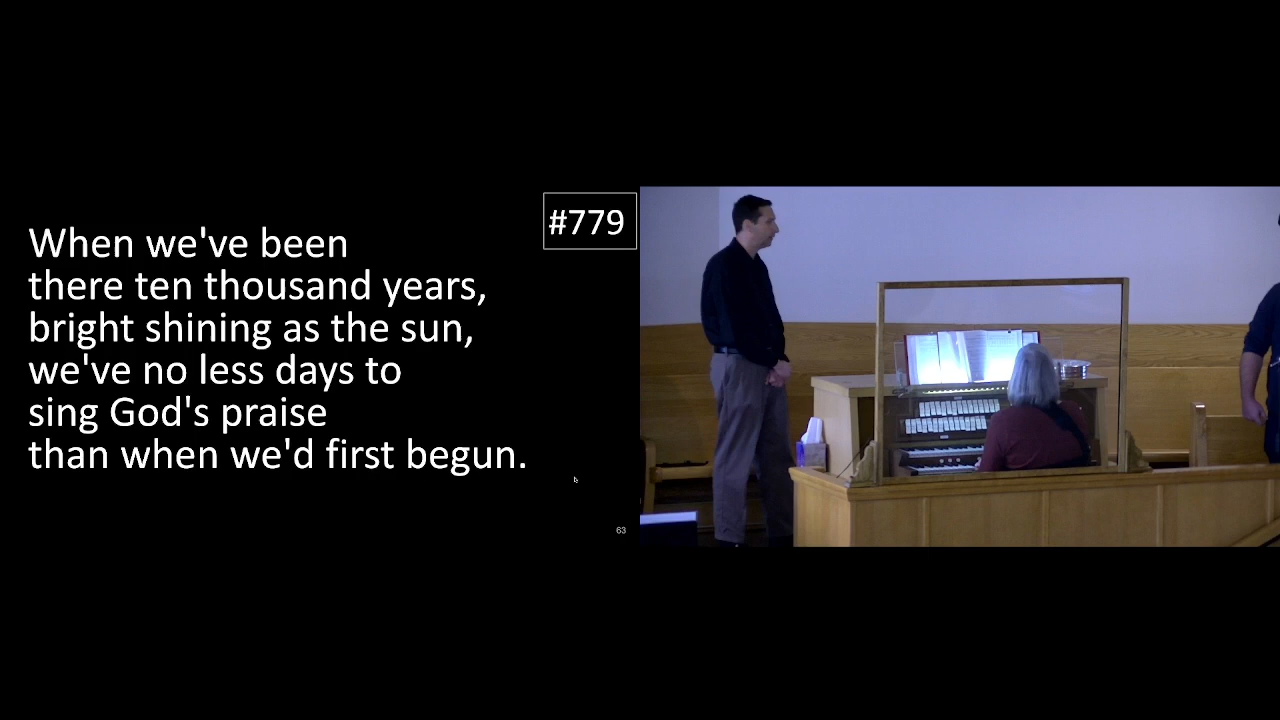 #779
When we've been
there ten thousand years,
bright shining as the sun,
we've no less days to
sing God's praise
than when we'd first begun.
63